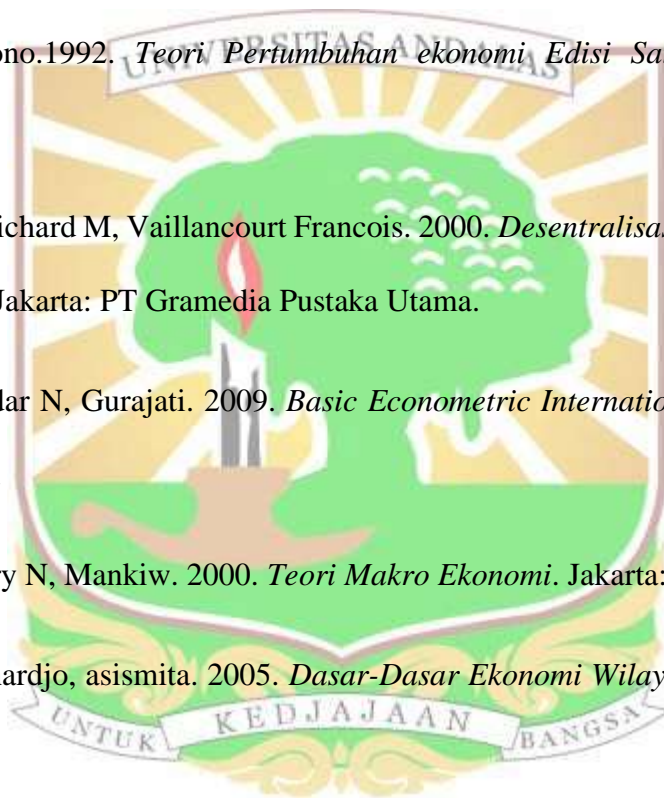 UNIVERSITAS ANDALAS
ono.1992. Teori Pertumbuhan ekonomi Edisi Sa
ichard M, Vaillancourt Francois. 2000. Desentralisas
Jakarta: PT Gramedia Pustaka Utama.
dar N, Gurajati. 2009. Basic Econometric Internatio
ry N, Mankiw. 2000. Teori Makro Ekonomi. Jakarta:
ardjo, asismita. 2005. Dasar-Dasar Ekonomi Wilay
UNTUK KEDJAJAAN BANGSA